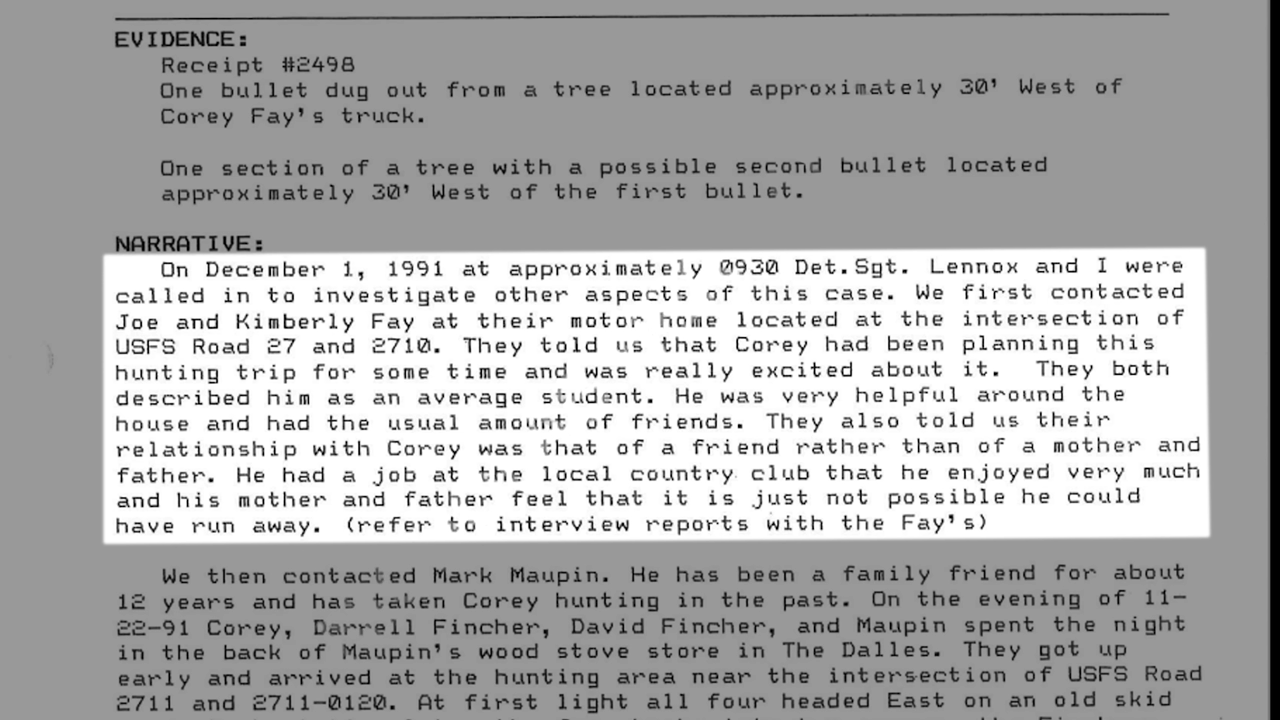 EVIDENCE:
Receipt #2498
One bullet dug out from a tree located approximately 30' West of
Corey Fay's truck.
One section of a tree with a possible second bullet located
approximately 30' West of the first bullet.
NARRATIVE:
On December 1, 1991 at approximately 0930 Det.Sgt. Lennox and I were
called in to investigate other aspects of this case. We first contacted
Joe and Kimberly Fay at their motor home located at the intersection of
USFS Road 27 and 2710. They told us that Corey had been planning this
hunting trip for some time and was really excited about it. They both
described him as an average student. He was very helpful around the
house and had the usual amount of friends. They also told us their
relationship with Corey was that of a friend rather than of a mother and
father. He had a job at the local country club that he enjoyed very much
and his mother and father feel that it is just not possible he could
have run away. (refer to interview reports with the Fay's)
We then contacted Mark Maupin. He has been a family friend for about
12 years and has taken Corey hunting in the past. On the evening of 11-
22-91 Corey, Darrell Fincher, David Fincher, and Maupin spent the night
in the back of Maupin's wood stove store in The Dalles. They got up
early and arrived at the hunting area near the intersection of USFS Road
2711 and 2711-0120. At first light all four headed East on an old skid